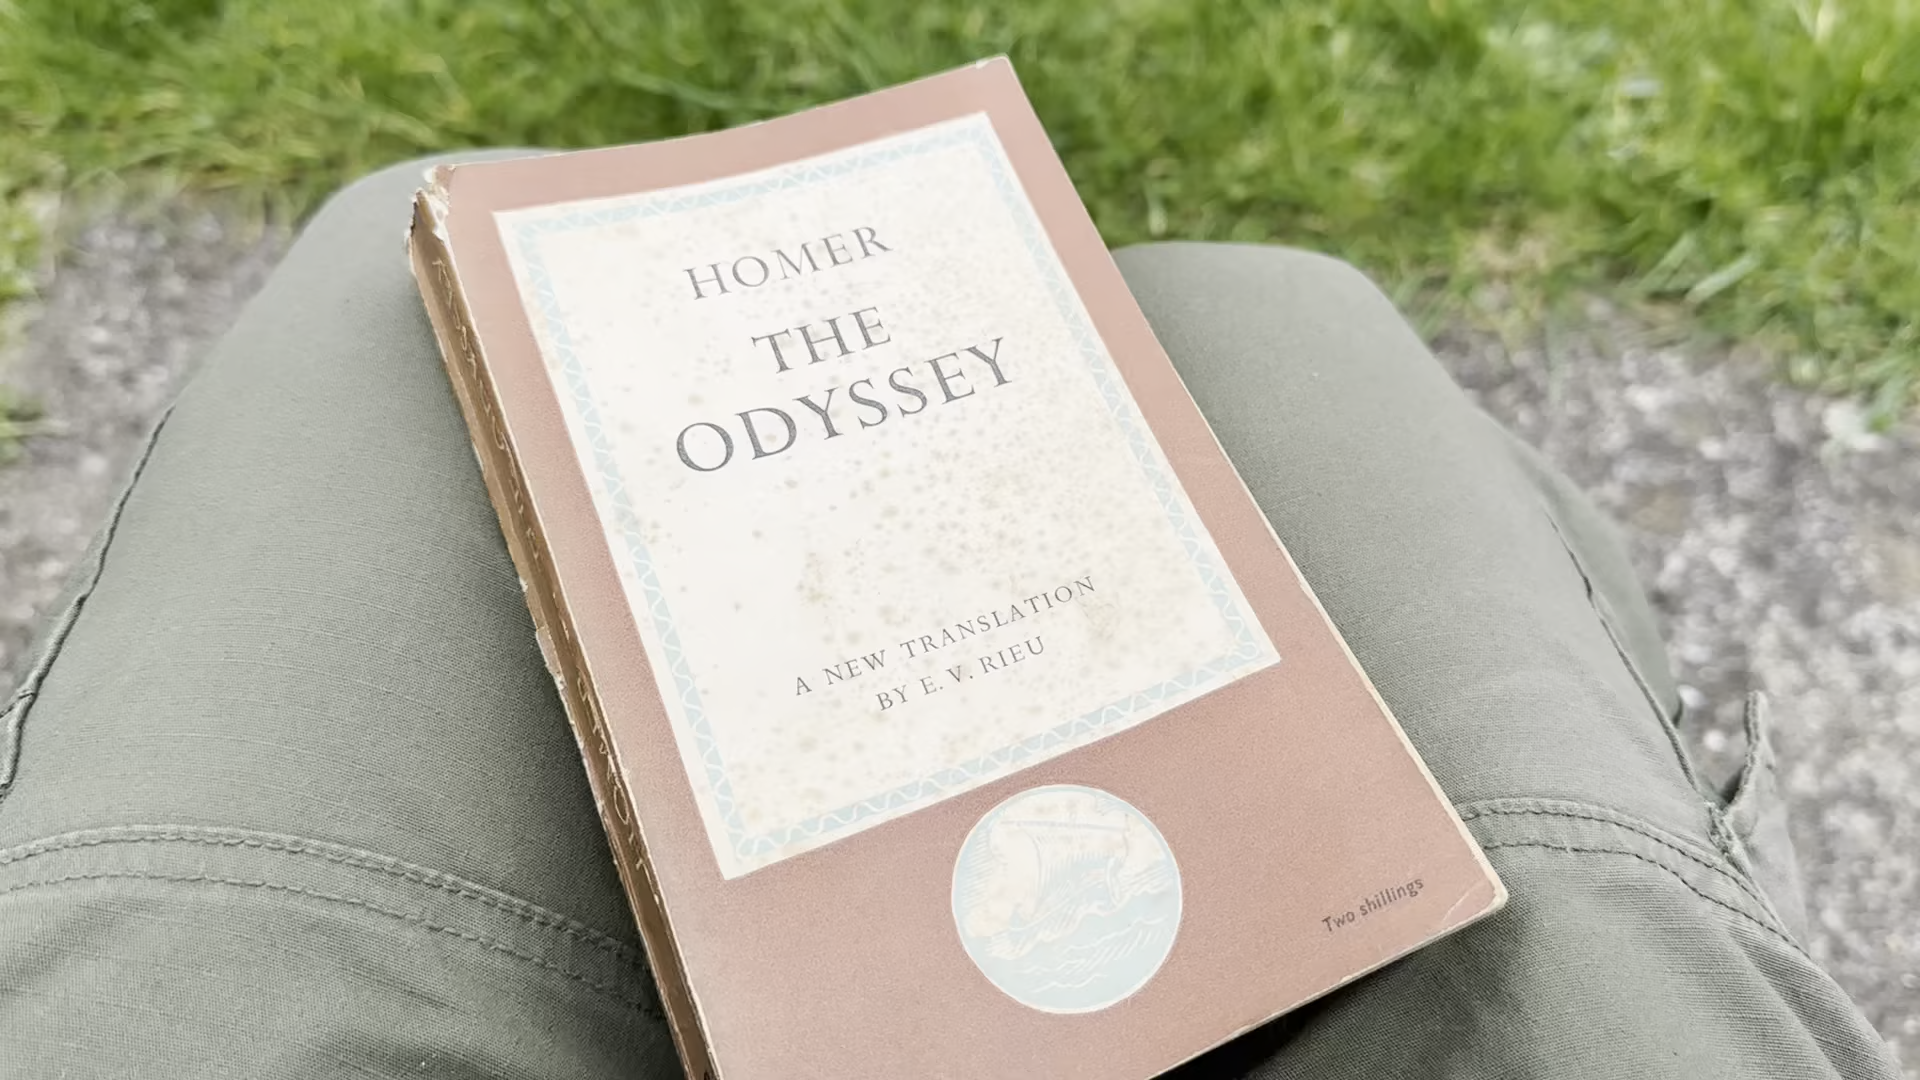 HOMER
THE
ODYSSEY
A NEW TRANSLATION
BY E. V. RIEU
Two shillings